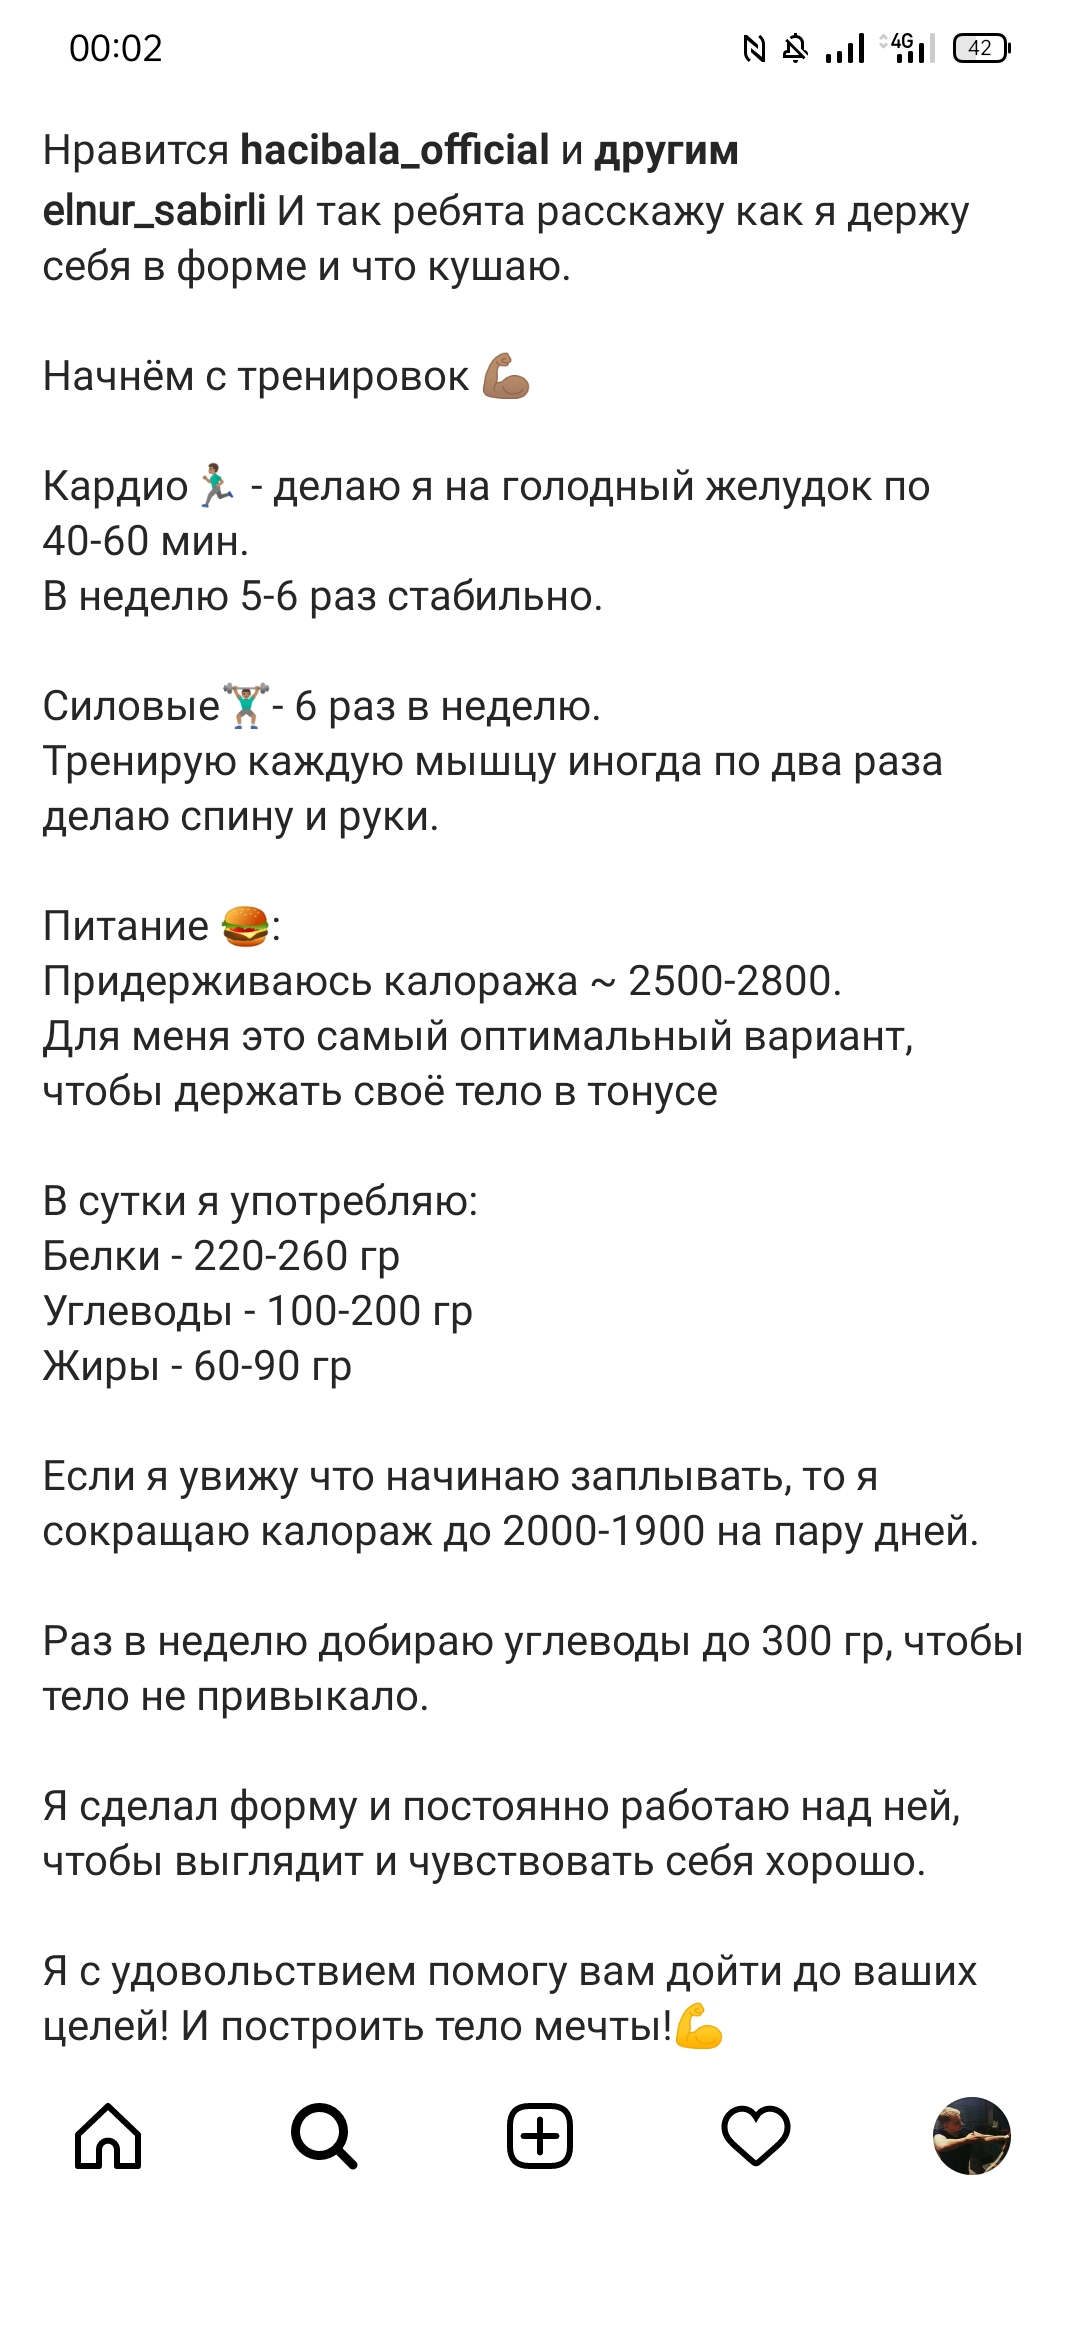 00:02
4G
42
Нравится hacibala_official и другим
elnur_sabirli И так ребята расскажу как я держу
себя в форме и что кушаю.
Начнём с тренировок 💪🏽
Кардио🏃🏽‍♂️ - делаю я на голодный желудок по
40-60 мин.
В неделю 5-6 раз стабильно.
Силовые🏋🏽‍♂️- 6 раз в неделю.
Тренирую каждую мышцу иногда по два раза
делаю спину и руки.
Питание 🍔:
Придерживаюсь калоража ~ 2500-2800.
Для меня это самый оптимальный вариант,
чтобы держать своё тело в тонусе
В сутки я употребляю:
Белки - 220-260 гр
Углеводы - 100-200 гр
Жиры - 60-90 гр
Если я увижу что начинаю заплывать, то я
сокращаю калораж до 2000-1900 на пару дней.
Раз в неделю добираю углеводы до 300 гр, чтобы
тело не привыкало.
Я сделал форму и постоянно работаю над ней,
чтобы выглядит и чувствовать себя хорошо.
Я с удовольствием помогу вам дойти до ваших
целей! И построить тело мечты!💪